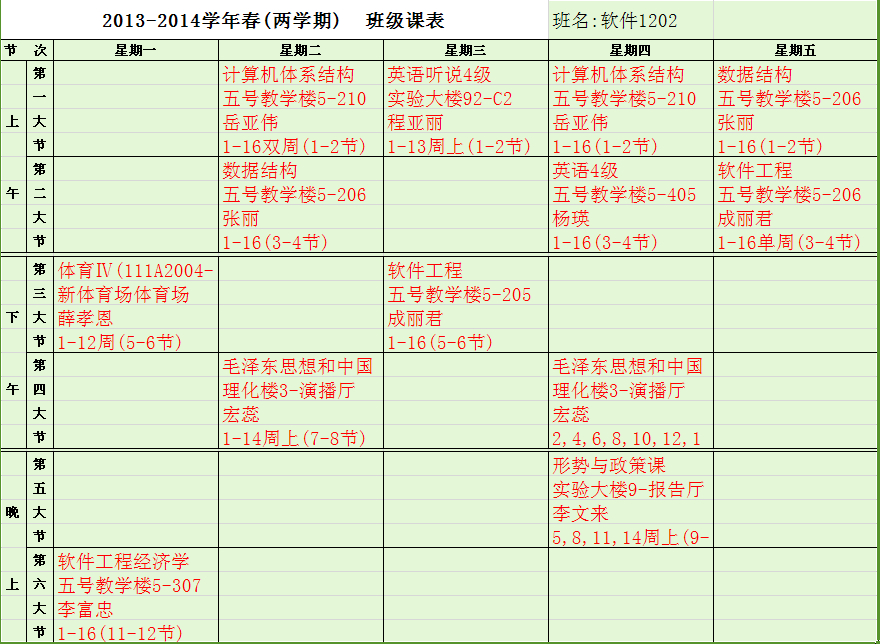 2013-2014学年春(两学期)  班级课表 班名:软件1202
节 次 星期一 星期二 星期三 星期四 星期五
上午
第一大节
计算机体系结构
五号教学楼5-210
岳亚伟
1-16双周(1-2节)
英语听说4级
实验大楼92-C2
程亚丽
1-13周上(1-2节)
计算机体系结构
五号教学楼5-210
岳亚伟
1-16(1-2节)
数据结构
五号教学楼5-206
张丽
1-16(1-2节)
第二大节
数据结构
五号教学楼5-206
张丽
1-16(3-4节)
英语4级
五号教学楼5-405
杨瑛
1-16(3-4节)
软件工程
五号教学楼5-206
成丽君
1-16单周(3-4节)
下午
第三大节
体育Ⅳ(111A2004-
新体育场体育场
薛孝恩
1-12周(5-6节)
软件工程
五号教学楼5-205
成丽君
1-16(5-6节)
第四大节
毛泽东思想和中国
理化楼3-演播厅
宏蕊
1-14周上(7-8节)
毛泽东思想和中国
理化楼3-演播厅
宏蕊
2,4,6,8,10,12,1
晚上
第五大节
形势与政策课
实验大楼9-报告厅
李文来
5,8,11,14周上(9-
第六大节
软件工程经济学
五号教学楼5-307
李富忠
1-16(11-12节)